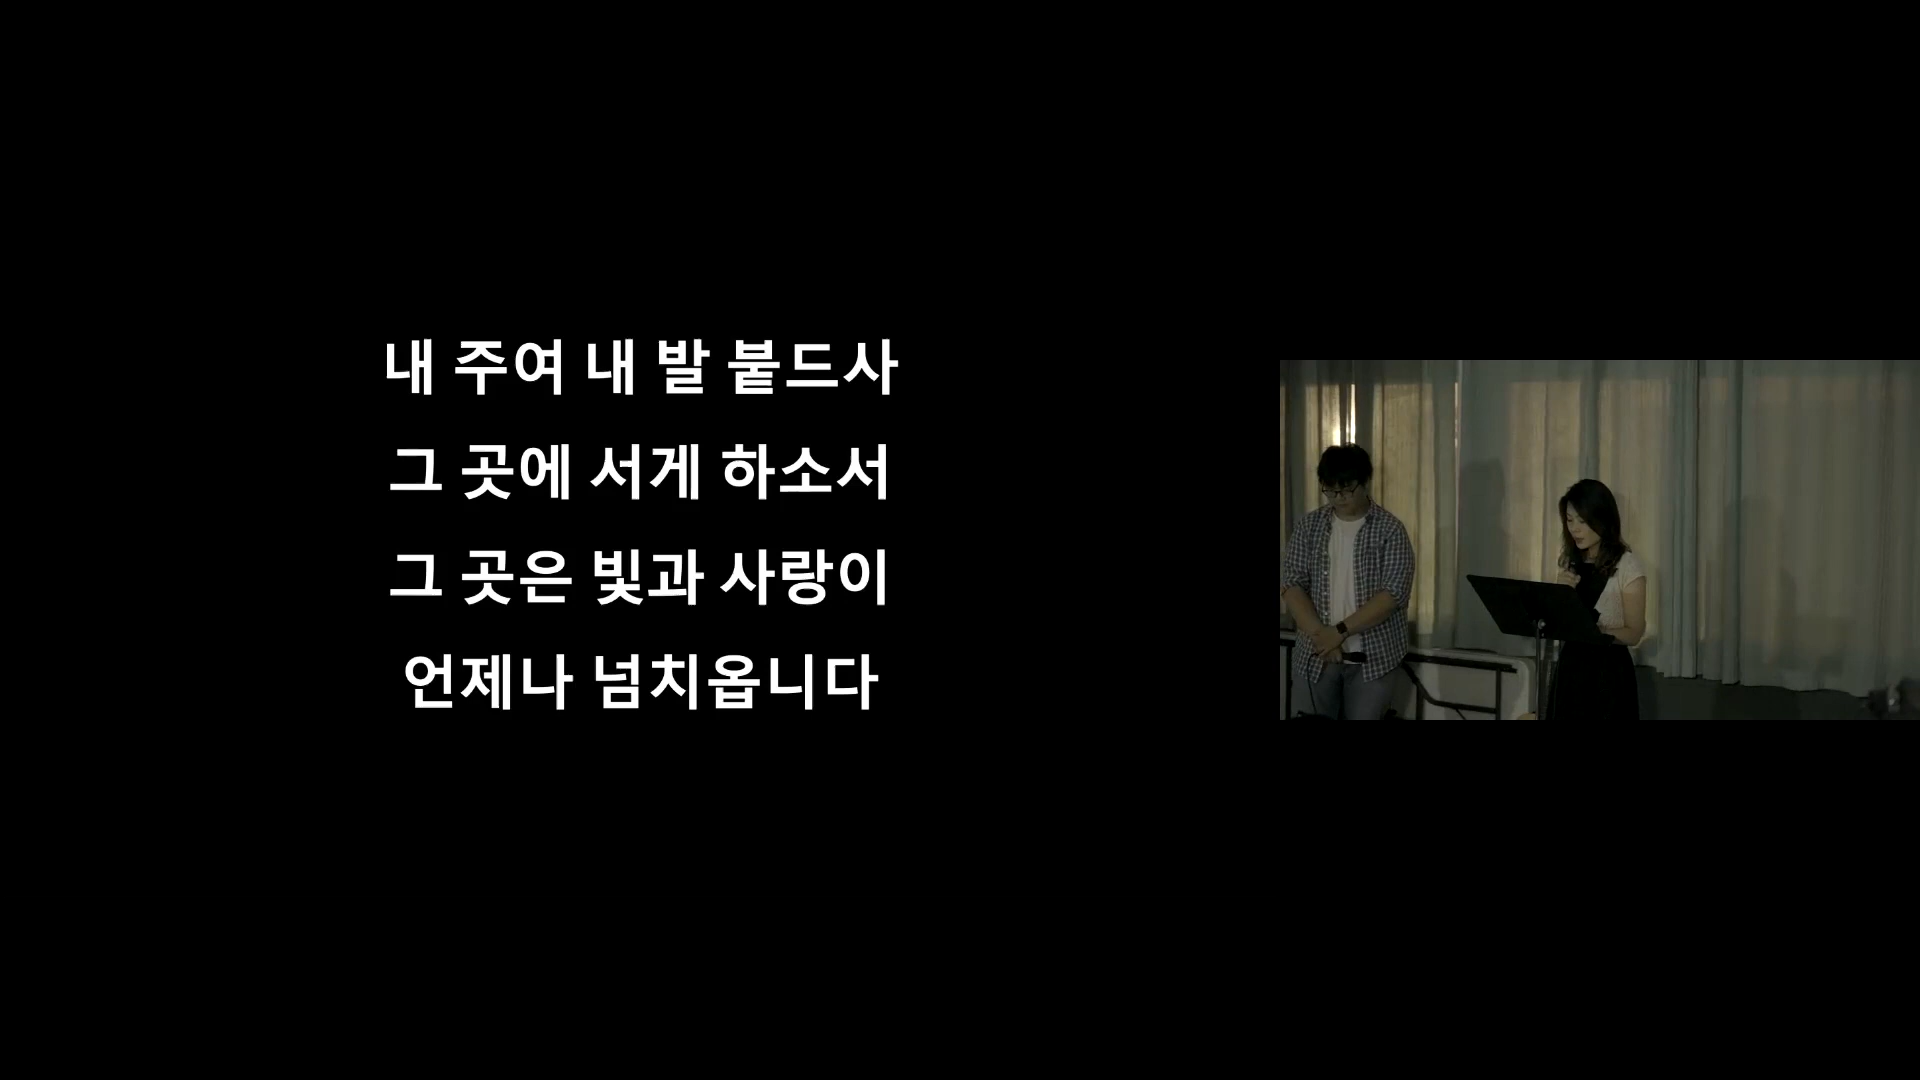 내 주여 내 발 붙드사
그 곳에 서게 하소서
그 곳은 빛과 사랑이
언제나 넘치옵니다